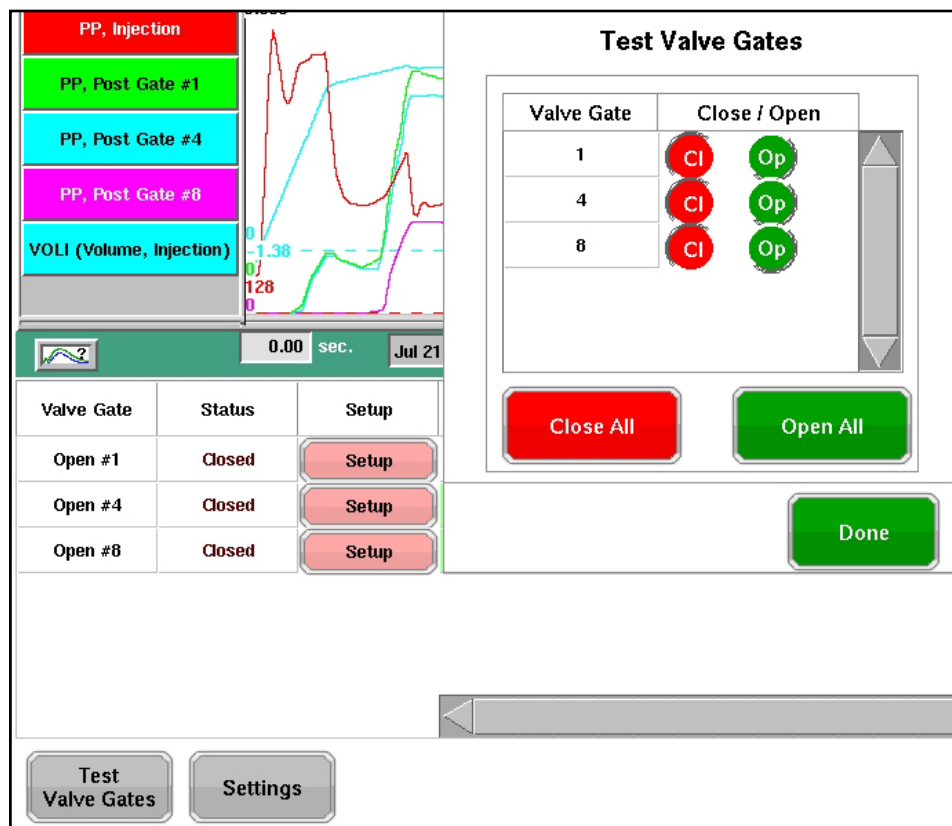 PP, Injection
PP, Post Gate #1
PP, Post Gate #4
PP, Post Gate #8
VOLI (Volume, Injection)
0
-1.38
0
128
0
0.00 sec. Jul 21
Valve Gate Status Setup
Open #1 Closed Setup
Open #4 Closed Setup
Open #8 Closed Setup
Test
Valve Gates
Settings
Test Valve Gates
Valve Gate Close / Open
1 Cl Op
4 Cl Op
8 Cl Op
Close All Open All
Done
?